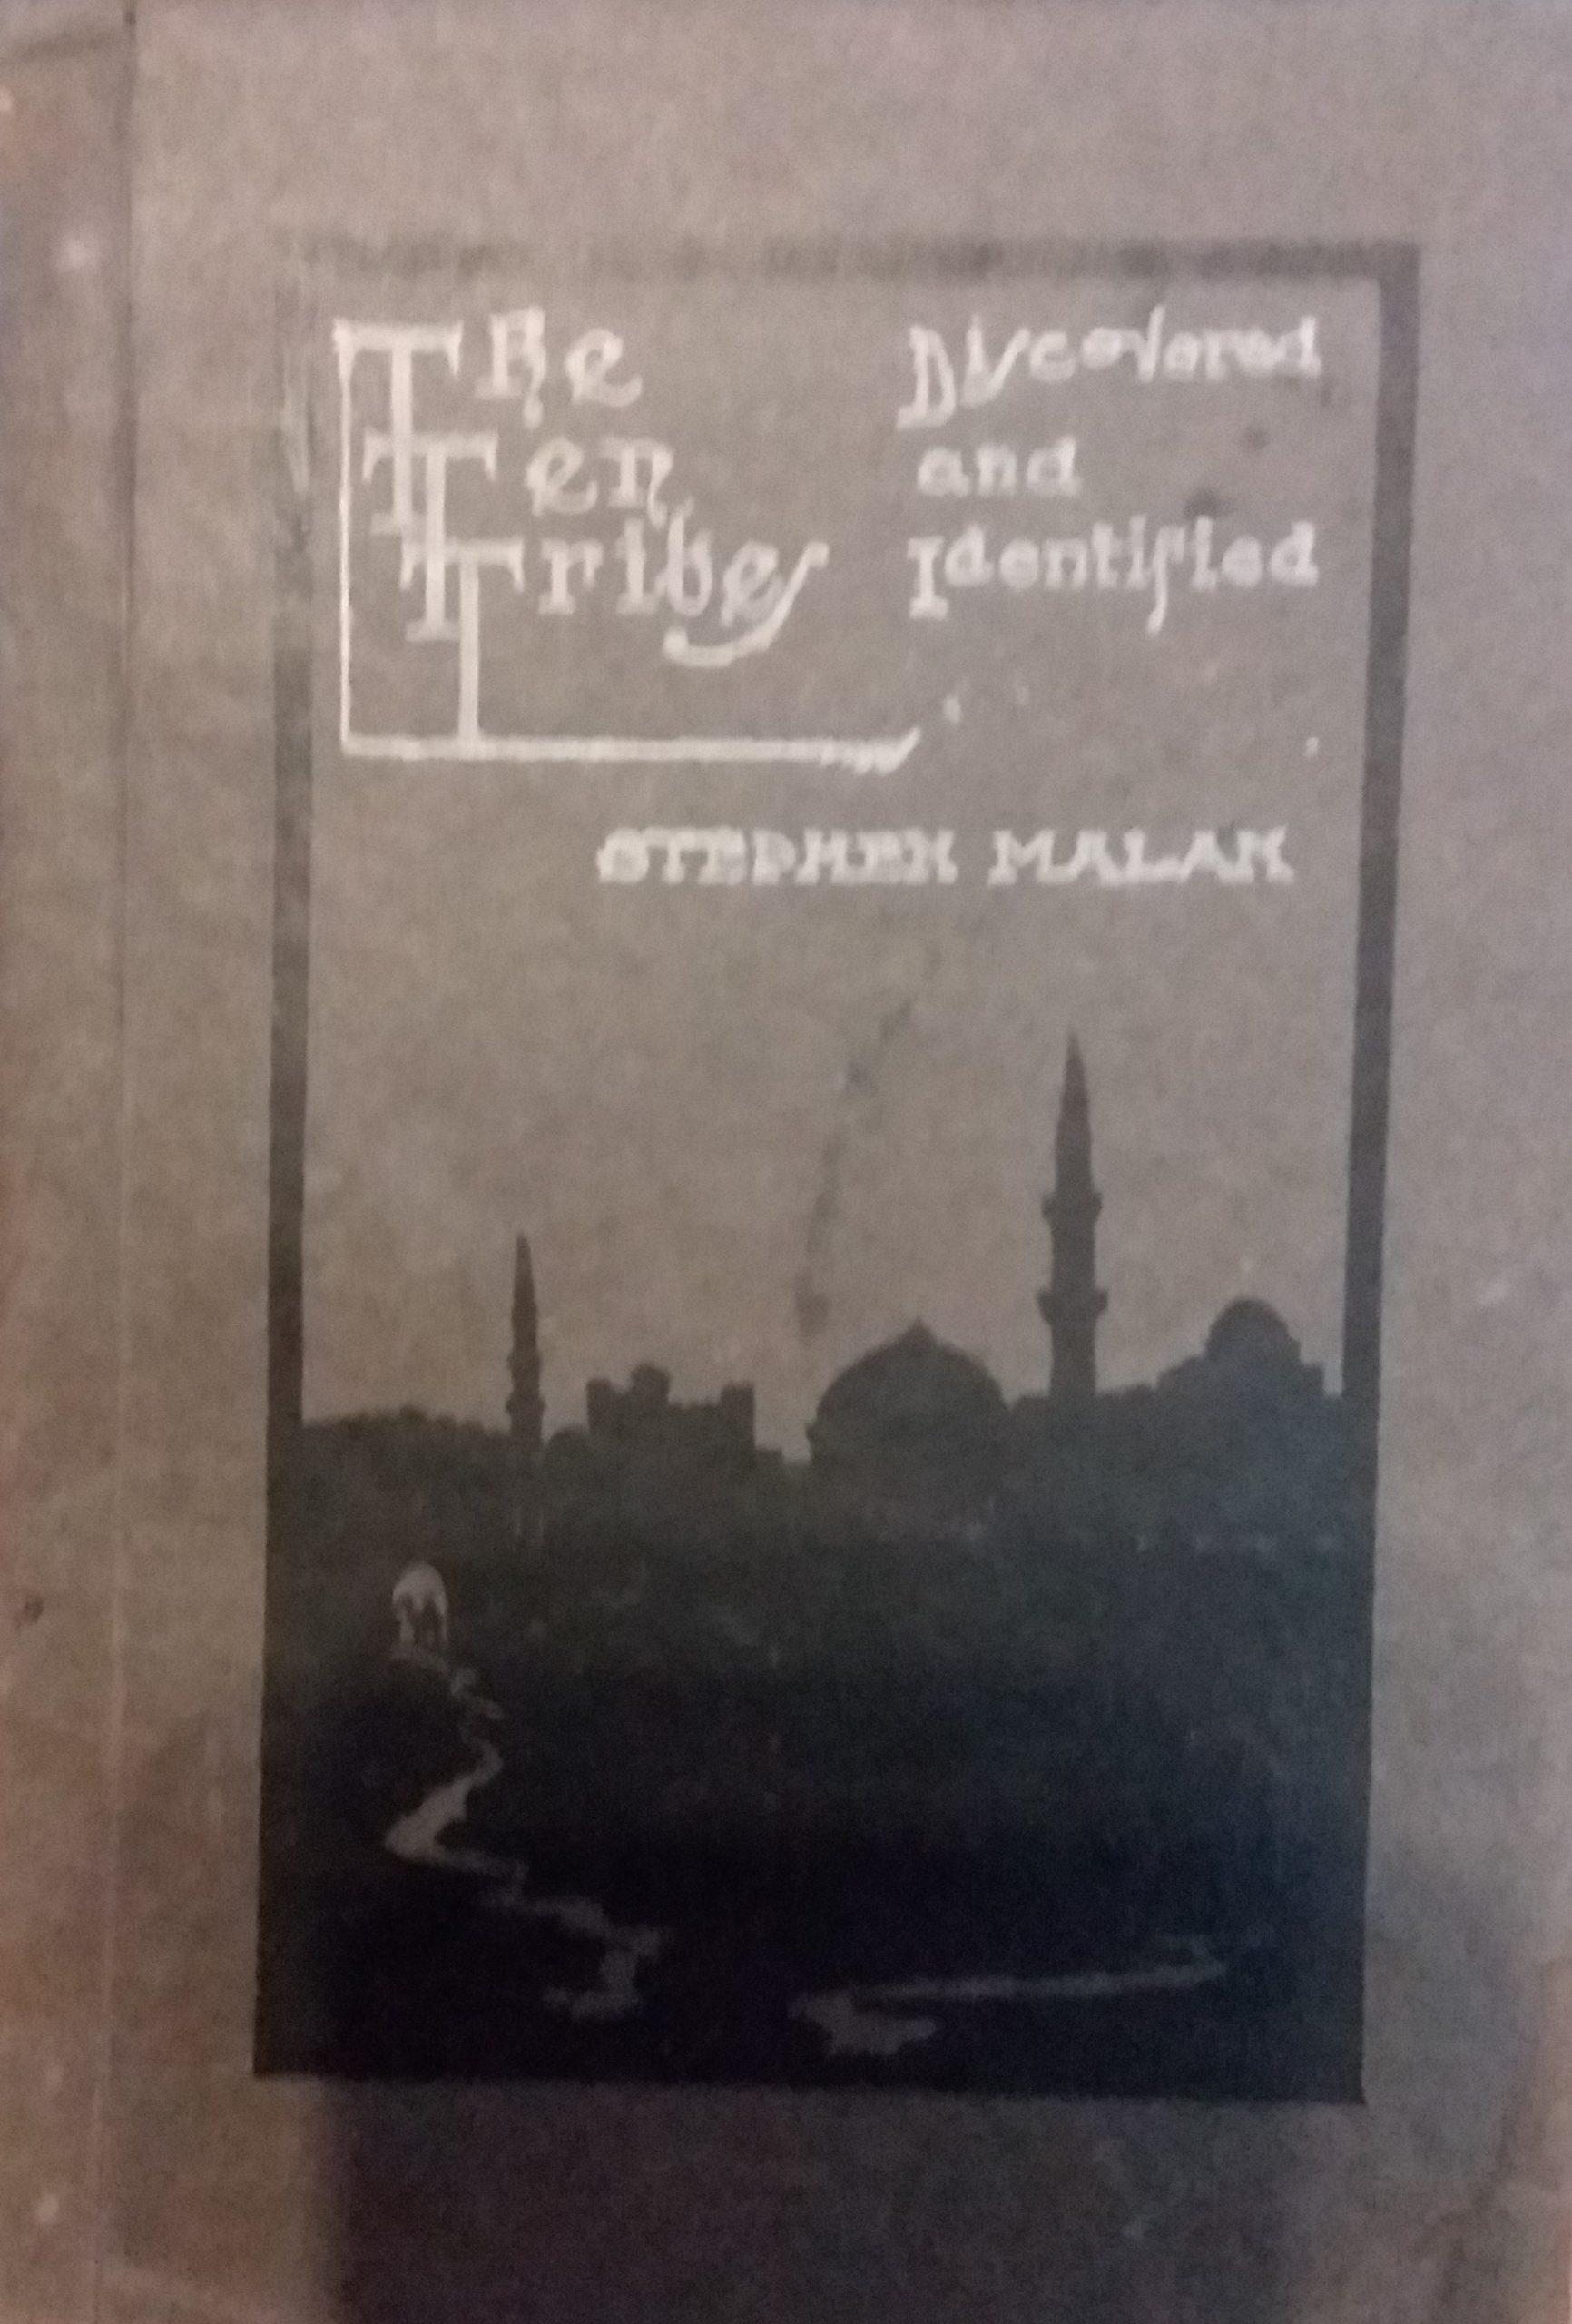 The
Ten
Tribes
Discovered
and
Identified
STEPHEN MALAN